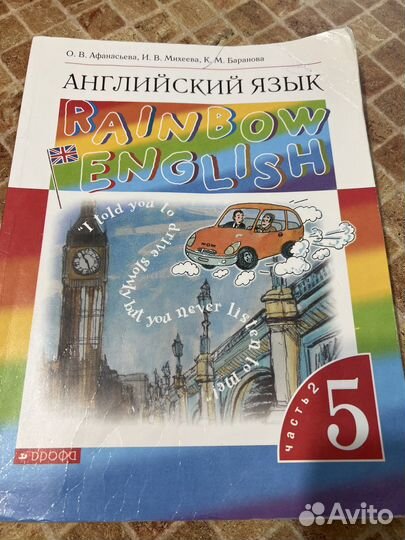 О. В. Афанасьева, И. В. Михеева, К. М. Баранова
АНГЛИЙСКИЙ ЯЗЫК
RAINBOW
ENGLISH
"I told you to drive slowly but you never listen to me!"
часть 2
5
дрофа
Avito